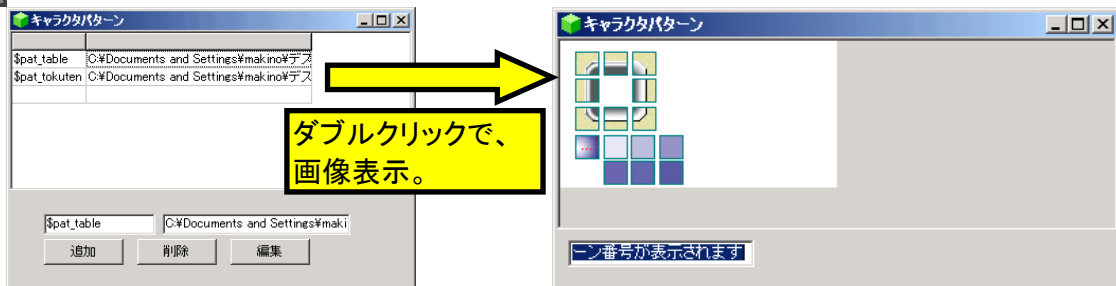 キャラクタパターン
$pat_table C:¥Documents and Settings¥makino¥デス
$pat_tokuten C:¥Documents and Settings¥makino¥デス
$pat_table C:¥Documents and Settings¥maki
追加 削除 編集
ダブルクリックで、
画像表示。
キャラクタパターン
ーン番号が表示されます